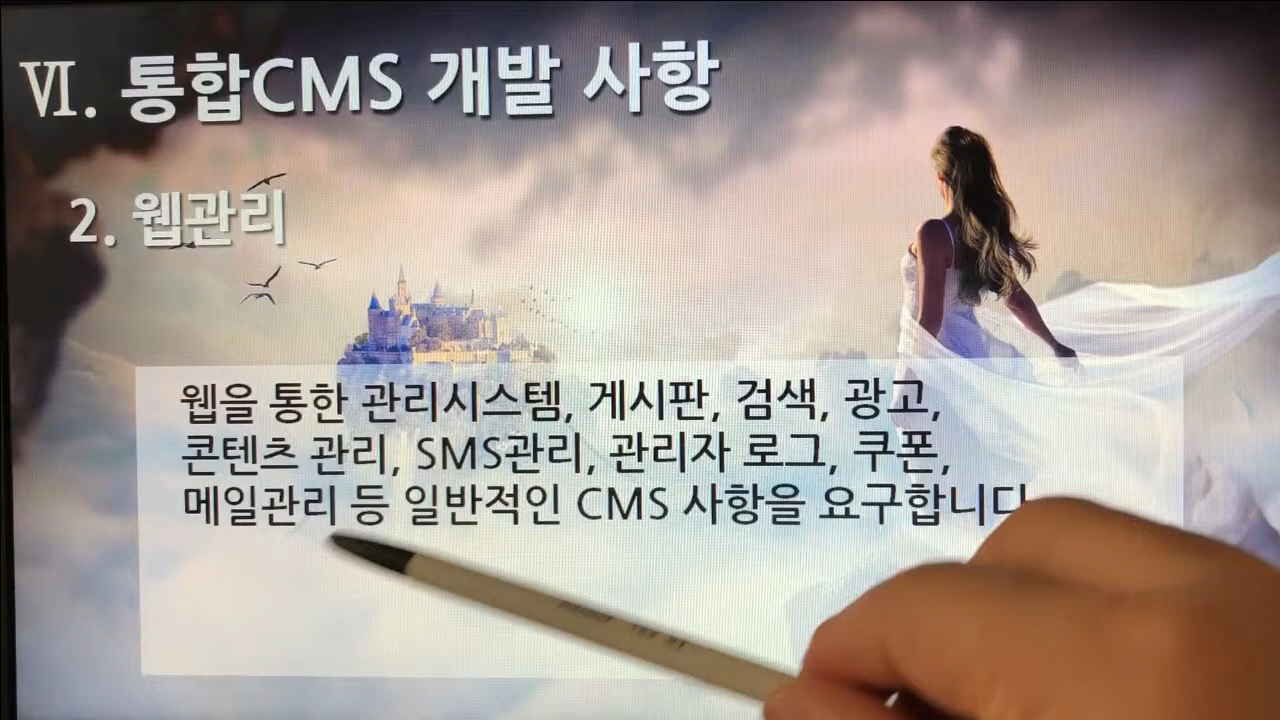 Ⅵ. 통합CMS 개발 사항
2. 웹관리
웹을 통한 관리시스템, 게시판, 검색, 광고,
콘텐츠 관리, SMS관리, 관리자 로그, 쿠폰,
메일관리 등 일반적인 CMS 사항을 요구합니다